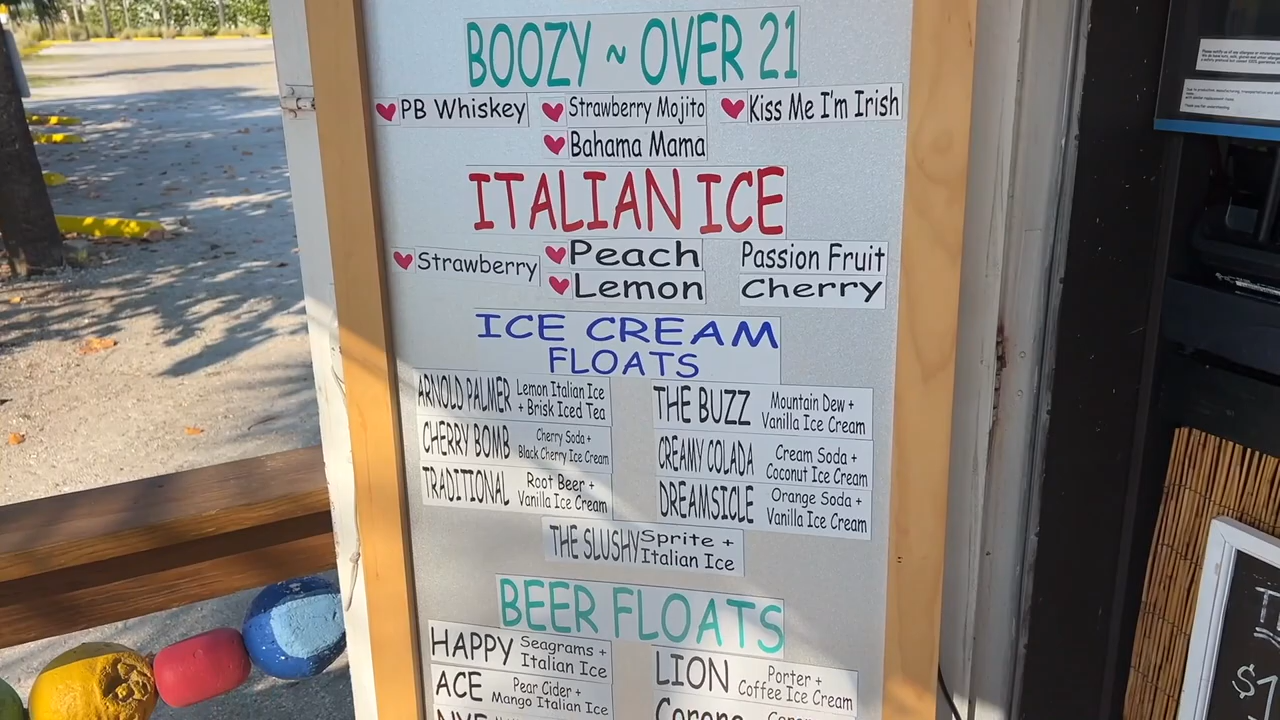 BOOZY ~ OVER 21
PB Whiskey
Strawberry Mojito
Kiss Me I'm Irish
Bahama Mama
ITALIAN ICE
Strawberry
Peach
Passion Fruit
Lemon
Cherry
ICE CREAM
FLOATS
ARNOLD PALMER Lemon Italian Ice
+ Brisk Iced Tea
THE BUZZ Mountain Dew +
Vanilla Ice Cream
CHERRY BOMB Cherry Soda +
Black Cherry Ice Cream
CREAMY COLADA Cream Soda +
Coconut Ice Cream
TRADITIONAL Root Beer +
Vanilla Ice Cream
DREAMSICLE Orange Soda +
Vanilla Ice Cream
THE SLUSHY Sprite +
Italian Ice
BEER FLOATS
HAPPY Seagrams +
Italian Ice
LION Porter +
Coffee Ice Cream
ACE Pear Cider +
Mango Italian Ice
Corona